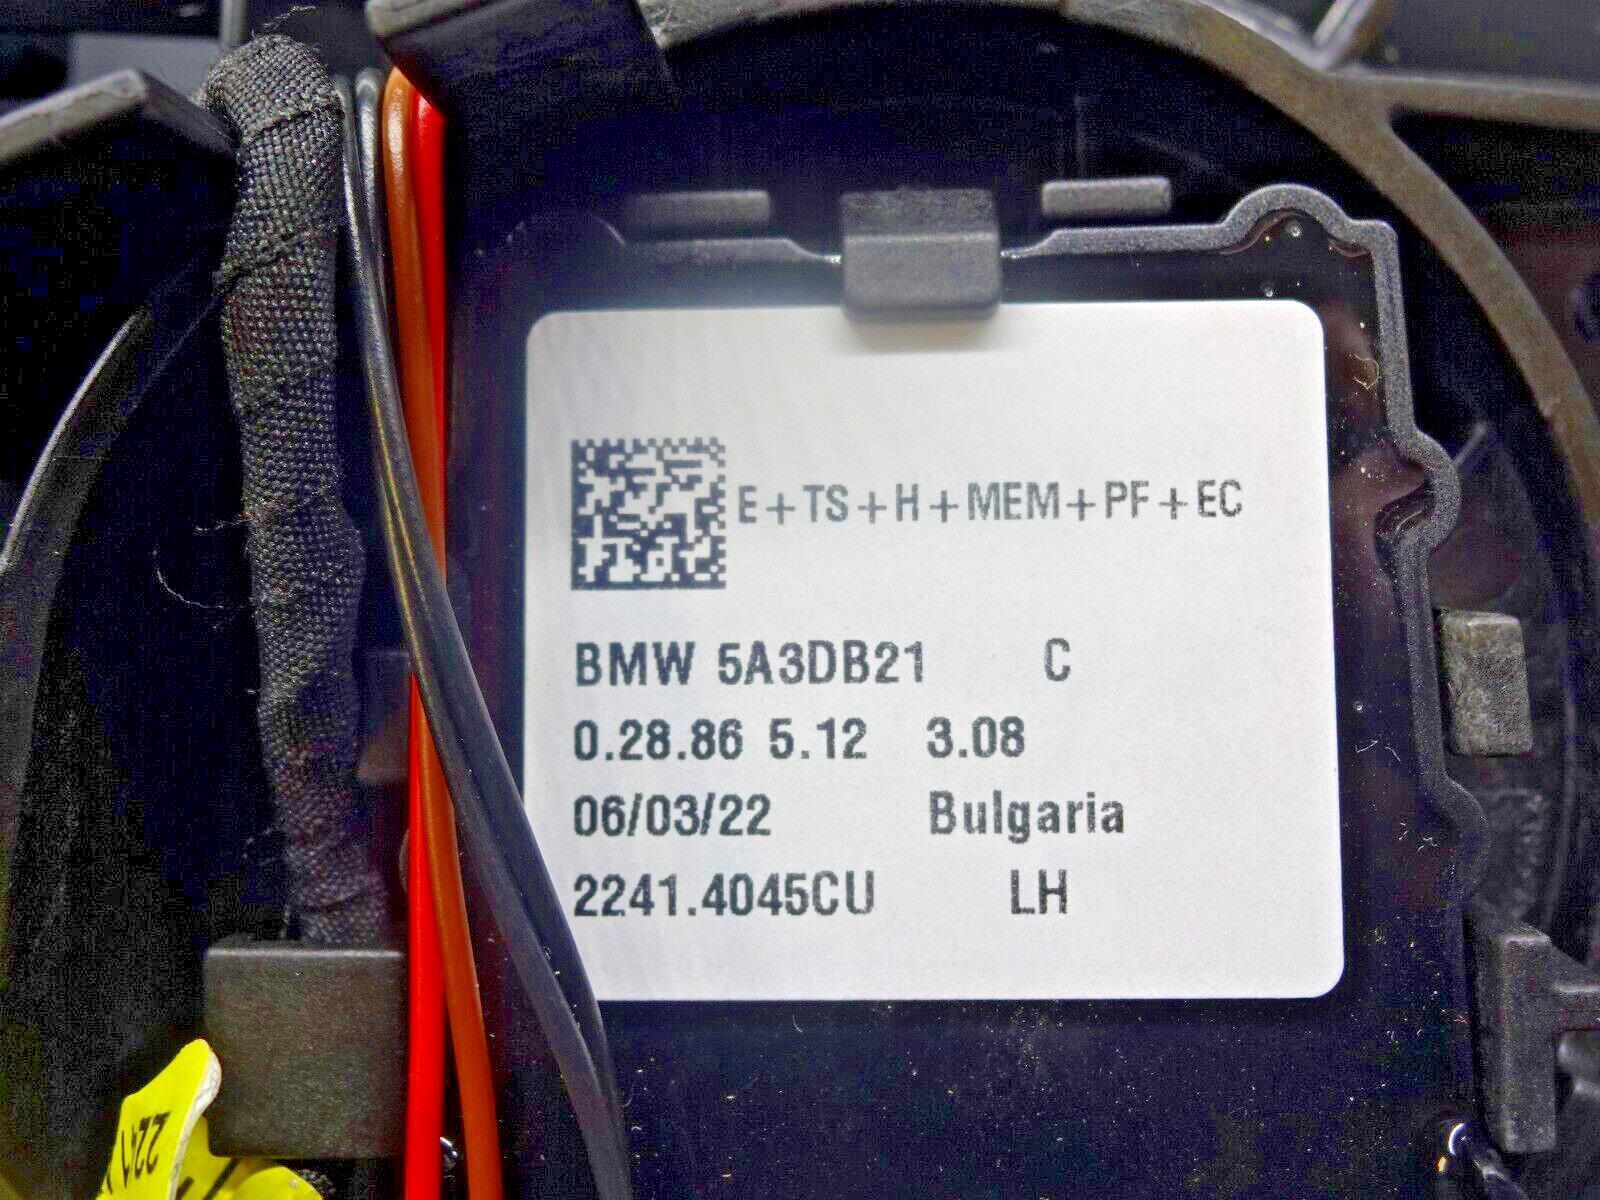 E+TS+H+MEM+PF+EC
BMW 5A3DB21 C
0.28.86 5.12 3.08
06/03/22 Bulgaria
2241.4045CU LH
2241